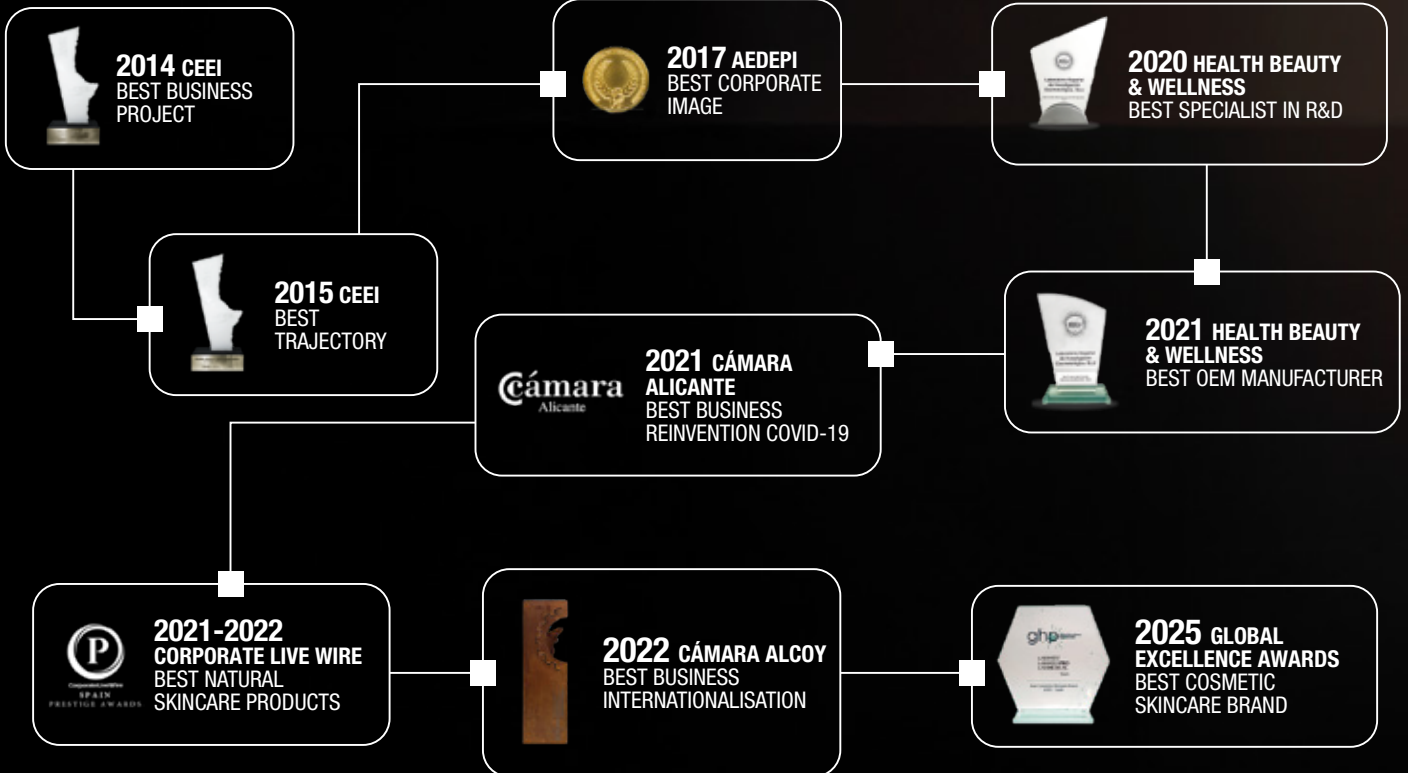 2014 CEEI
BEST BUSINESS
PROJECT
2015 CEEI
BEST
TRAJECTORY
2017 AEDEPI
BEST CORPORATE
IMAGE
2020 HEALTH BEAUTY
& WELLNESS
BEST SPECIALIST IN R&D
2021 HEALTH BEAUTY
& WELLNESS
BEST OEM MANUFACTURER
cámara
Alicante
2021 CÁMARA
ALICANTE
BEST BUSINESS
REINVENTION COVID-19
P
SPAIN
PRESTIGE AWARDS
2021-2022
CORPORATE LIVE WIRE
BEST NATURAL
SKINCARE PRODUCTS
2022 CÁMARA ALCOY
BEST BUSINESS
INTERNATIONALISATION
ghp
2025 GLOBAL
EXCELLENCE AWARDS
BEST COSMETIC
SKINCARE BRAND